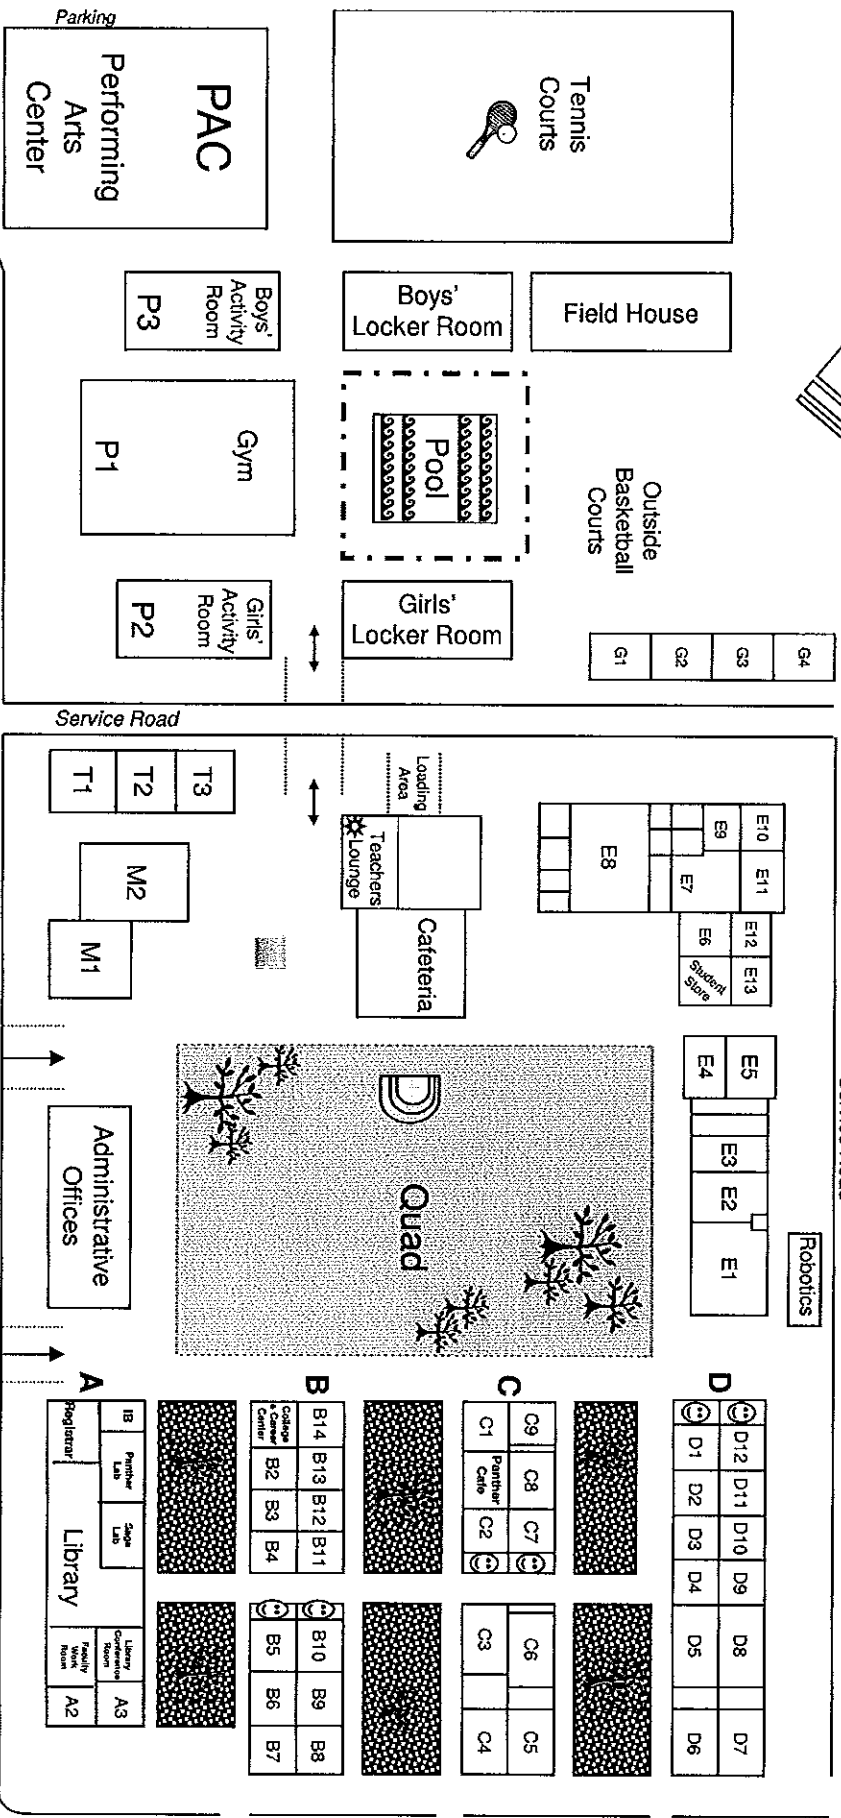 Parking
PAC
Performing
Arts
Center
Tennis
Courts
P3
Boys'
Activity
Room
Boys'
Locker Room
Field House
Gym
P1
Pool
Outside
Basketball
Courts
P2
Girls'
Activity
Room
Girls'
Locker Room
G1
G2
G3
G4
Service Road
T1
T2
T3
M2
M1
Loading
Area
Teachers
Lounge
Cafeteria
E8
E9
E10
E7
E11
E6
E12
Student
Store
E13
E4
E5
E3
E2
E1
Robotics
Quad
Administrative
Offices
A
Registrar
IB
Panther
Lab
Sage
Lab
Library
Library
Conference
Room
Faculty
Work
Room
A2
A3
B
College
& Career
Center
B14
B2
B13
B3
B12
B4
B11
B5
B10
B6
B9
B7
B8
C
C1
C9
Panther
Cafe
C8
C2
C7
C3
C6
C4
C5
D
D1
D12
D2
D11
D3
D10
D4
D9
D5
D8
D6
D7